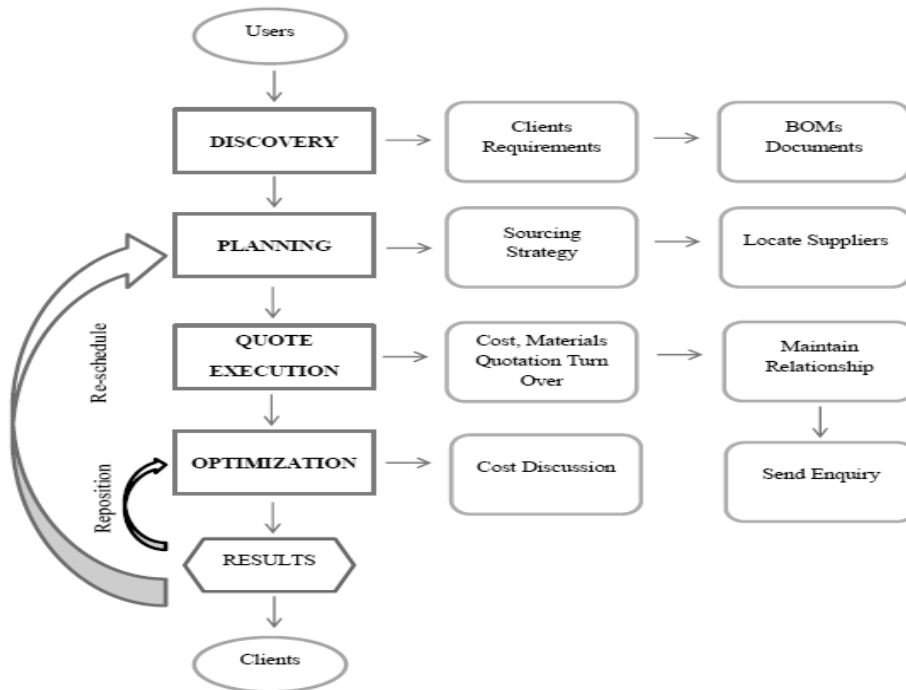 Users
DISCOVERY
Clients
Requirements
BOMs
Documents
PLANNING
Sourcing
Strategy
Locate Suppliers
Re-schedule
QUOTE
EXECUTION
Cost, Materials
Quotation Turn
Over
Maintain
Relationship
Reposition
OPTIMIZATION
Cost Discussion
Send Enquiry
RESULTS
Clients